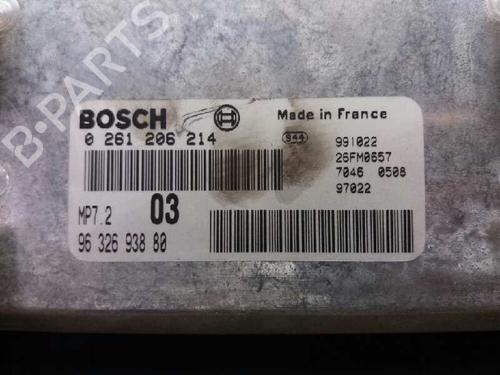 B-PARTS
BOSCH
Made in France
0 261 206 214
944
991022
26FM0657
7046 0508
97022
MP7.2 03
96 326 938 80